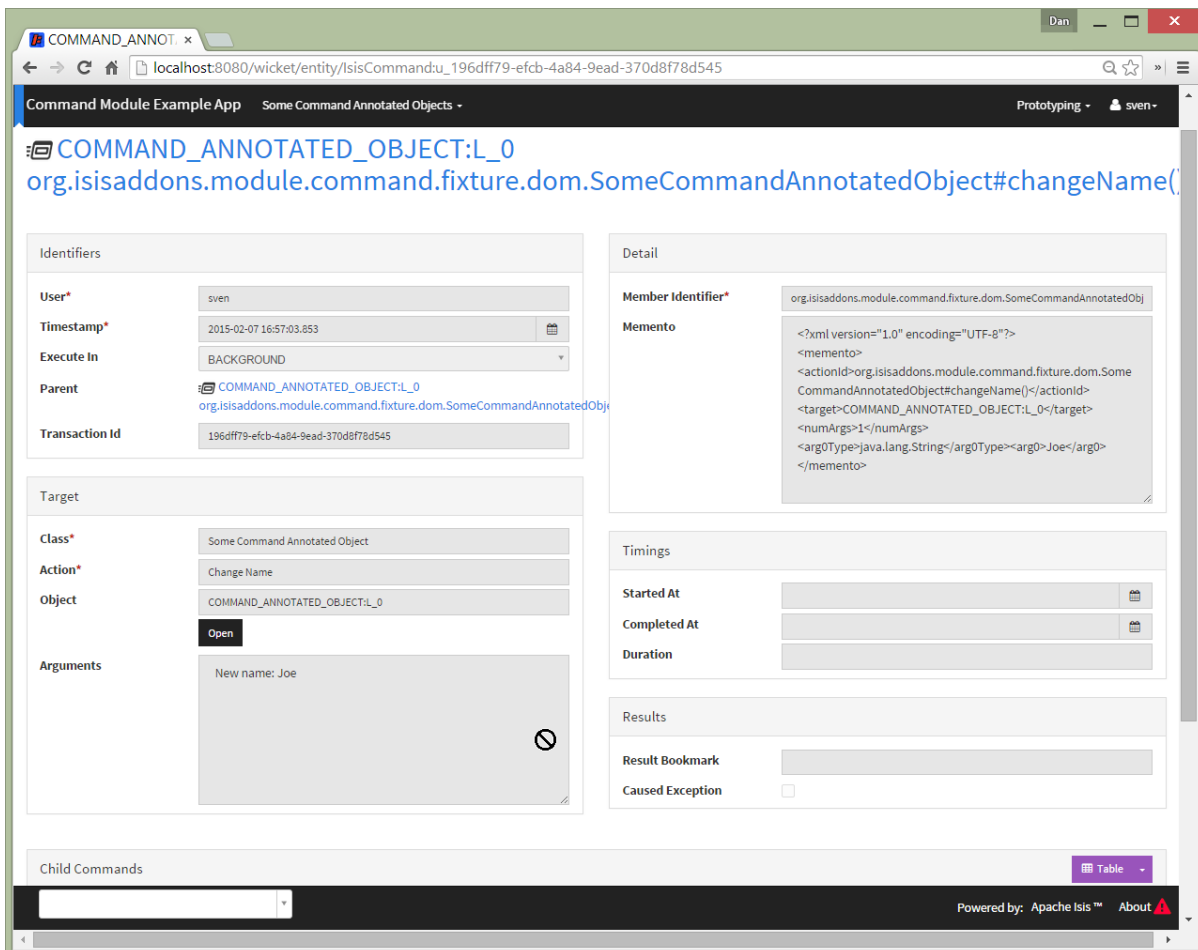 Dan
COMMAND_ANNOT
localhost:8080/wicket/entity/IsisCommand:u_196dff79-efcb-4a84-9ead-370d8f78d545
Command Module Example App Some Command Annotated Objects Prototyping sven
COMMAND_ANNOTATED_OBJECT:L_0
org.isisaddons.module.command.fixture.dom.SomeCommandAnnotatedObject#changeName()
Identifiers
User* sven
Timestamp* 2015-02-07 16:57:03.853
Execute In BACKGROUND
Parent COMMAND_ANNOTATED_OBJECT:L_0
org.isisaddons.module.command.fixture.dom.SomeCommandAnnotatedObje
Transaction Id 196dff79-efcb-4a84-9ead-370d8f78d545
Target
Class* Some Command Annotated Object
Action* Change Name
Object COMMAND_ANNOTATED_OBJECT:L_0
Open
Arguments New name: Joe
Detail
Member Identifier* org.isisaddons.module.command.fixture.dom.SomeCommandAnnotatedObj
Memento <?xml version="1.0" encoding="UTF-8"?>
<memento>
<actionId>org.isisaddons.module.command.fixture.dom.Some
CommandAnnotatedObject#changeName()</actionId>
<target>COMMAND_ANNOTATED_OBJECT:L_0</target>
<numArgs>1</numArgs>
<arg0Type>java.lang.String</arg0Type><arg0>Joe</arg0>
</memento>
Timings
Started At
Completed At
Duration
Results
Result Bookmark
Caused Exception
Child Commands Table
Powered by: Apache Isis ™ About